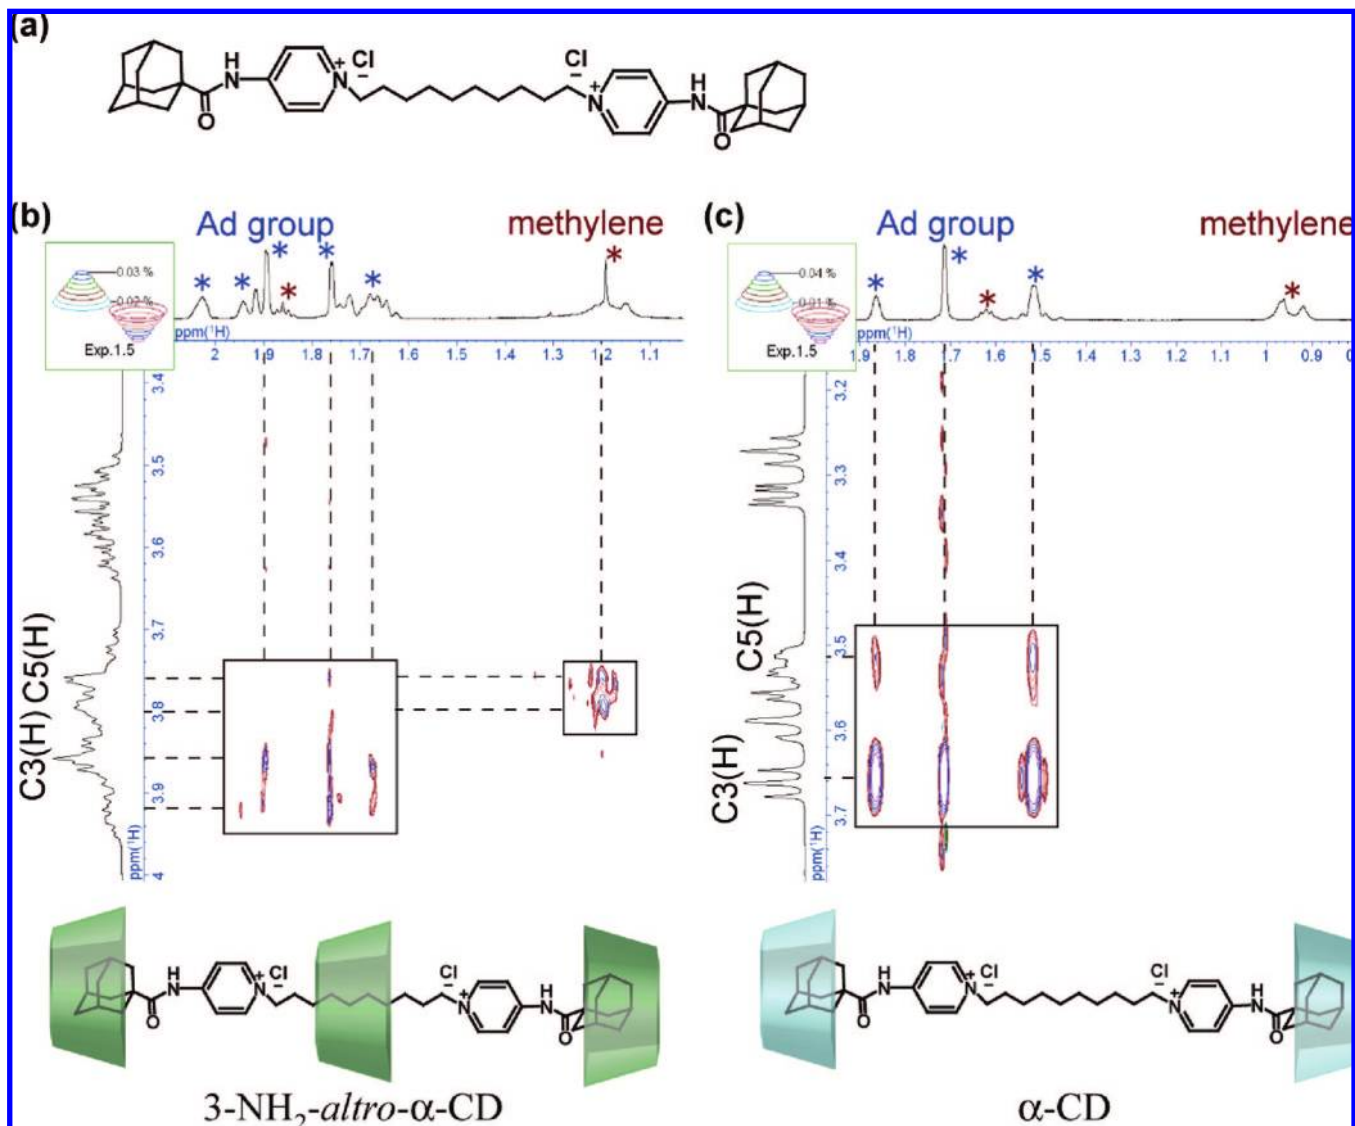 (a)
H
N
O
N
+
Cl
−
Cl
−
+
N
NH
O
(b)
Ad group
methylene
* * * * * * *
0.03 %
Exp.1.5
ppm(¹H)
2 1.9 1.8 1.7 1.6 1.5 1.4 1.3 1.2 1.1
3.4
3.5
3.6
3.7
3.8
3.9
4
ppm(¹H)
C3(H) C5(H)
(c)
Ad group
methylene
* * * * *
0.04 %
0.01 %
Exp.1.5
ppm(¹H)
1.9 1.8 1.7 1.6 1.5 1.4 1.3 1.2 1.1 1 0.9
3.2
3.3
3.4
3.5
3.6
3.7
ppm(¹H)
C3(H) C5(H)
H
N
O
N
+
Cl
−
Cl
−
+
N
H
N
O
3-NH₂-altro-α-CD
H
N
O
N
+
Cl
−
Cl
−
+
N
H
N
O
α-CD